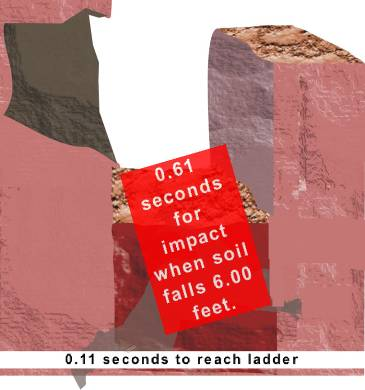 0.61
seconds
for
impact
when soil
falls 6.00
feet.
0.11 seconds to reach ladder